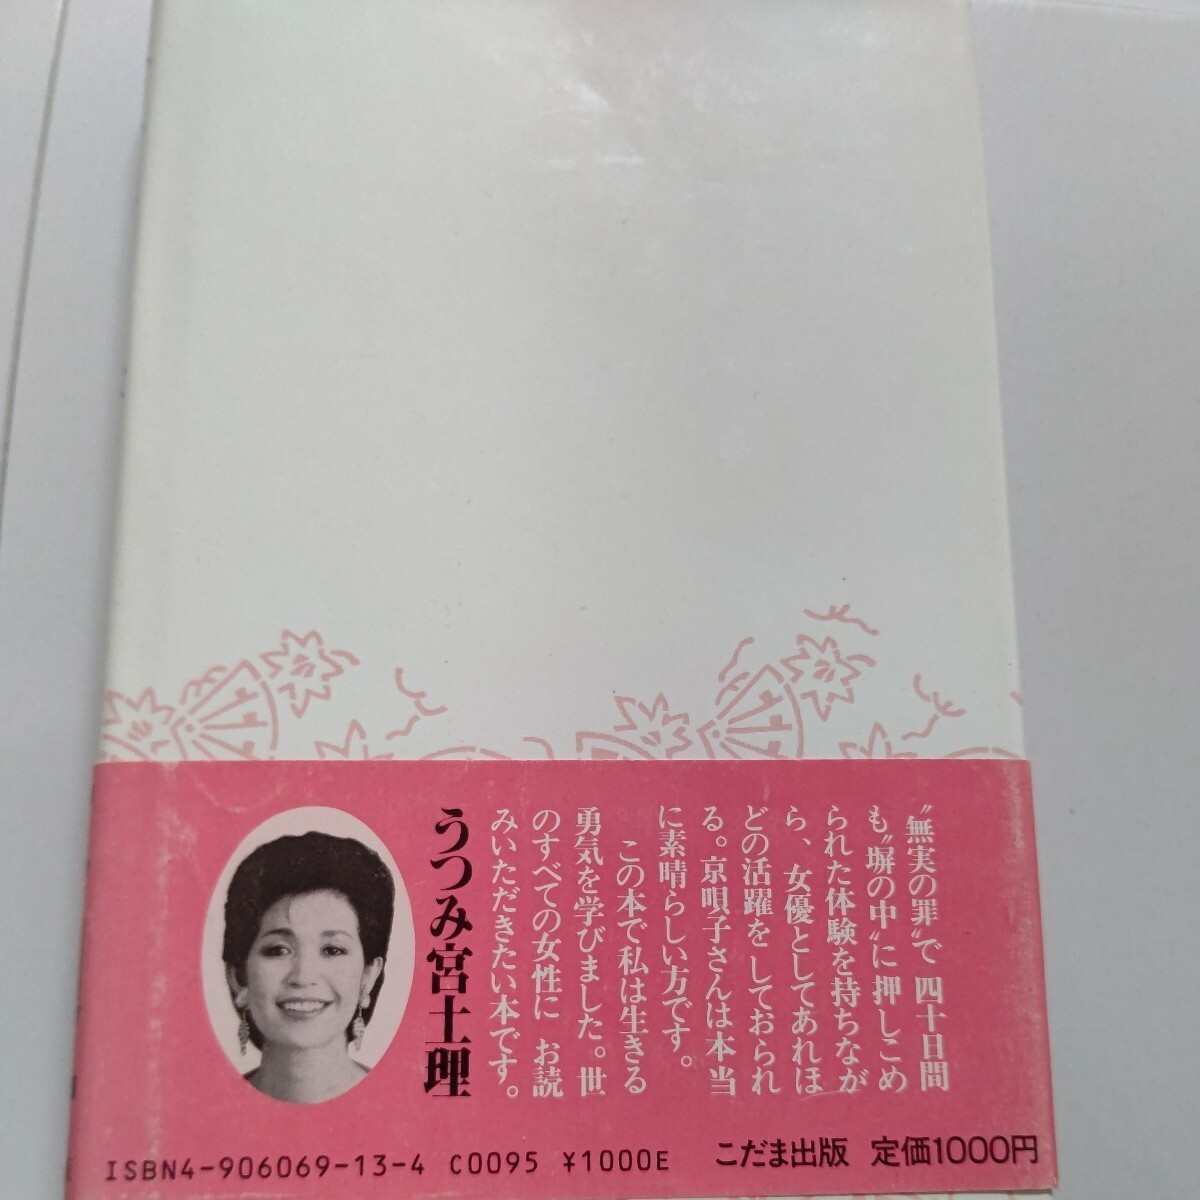 〝無実の罪〟で 四十日間
も〝塀の中〟に押しこめ
られた体験を持ちなが
ら、女優としてあれほ
どの活躍をしておられ
る。京唄子さんは本当
に素晴らしい方です。
この本で私は生きる
勇気を学びました。世
のすべての女性に お読
みいただきたい本です。
うつみ宮土理
ISBN4-906069-13-4 C0095 ¥1000E
こだま出版 定価1000円